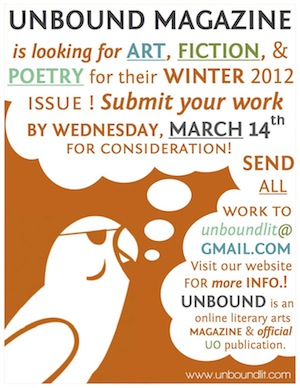 UNBOUND MAGAZINE
is looking for ART, FICTION, &
POETRY for their WINTER 2012
ISSUE ! Submit your work
BY WEDNESDAY, MARCH 14th
FOR CONSIDERATION!
SEND
ALL
WORK TO
unboundlit@
GMAIL.COM
Visit our website
FOR more INFO.!
UNBOUND is an
online literary arts
MAGAZINE & official
UO publication.
www.unboundlit.com